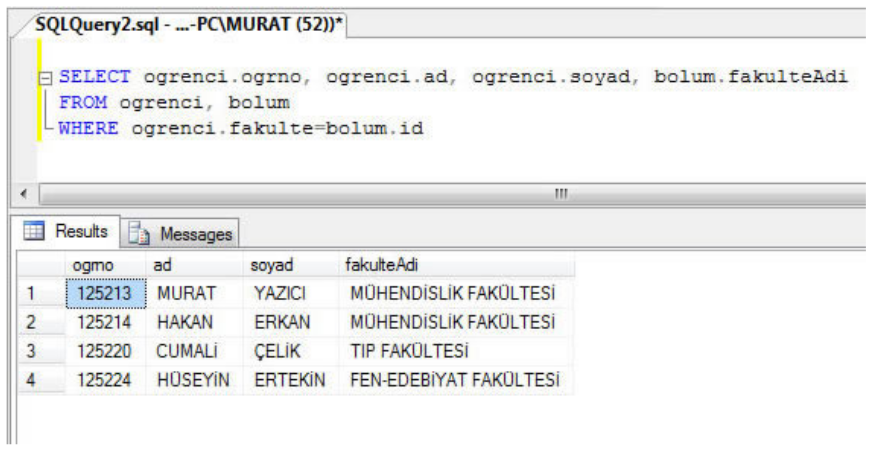 SQLQuery2.sql - ...-PC\MURAT (52))*
SELECT ogrenci.ogrno, ogrenci.ad, ogrenci.soyad, bolum.fakulteAdi
FROM ogrenci, bolum
WHERE ogrenci.fakulte=bolum.id
Results Messages
ogrno ad soyad fakulteAdi
1 125213 MURAT YAZICI MÜHENDİSLİK FAKÜLTESİ
2 125214 HAKAN ERKAN MÜHENDİSLİK FAKÜLTESİ
3 125220 CUMALİ ÇELİK TIP FAKÜLTESİ
4 125224 HÜSEYİN ERTEKİN FEN-EDEBİYAT FAKÜLTESİ